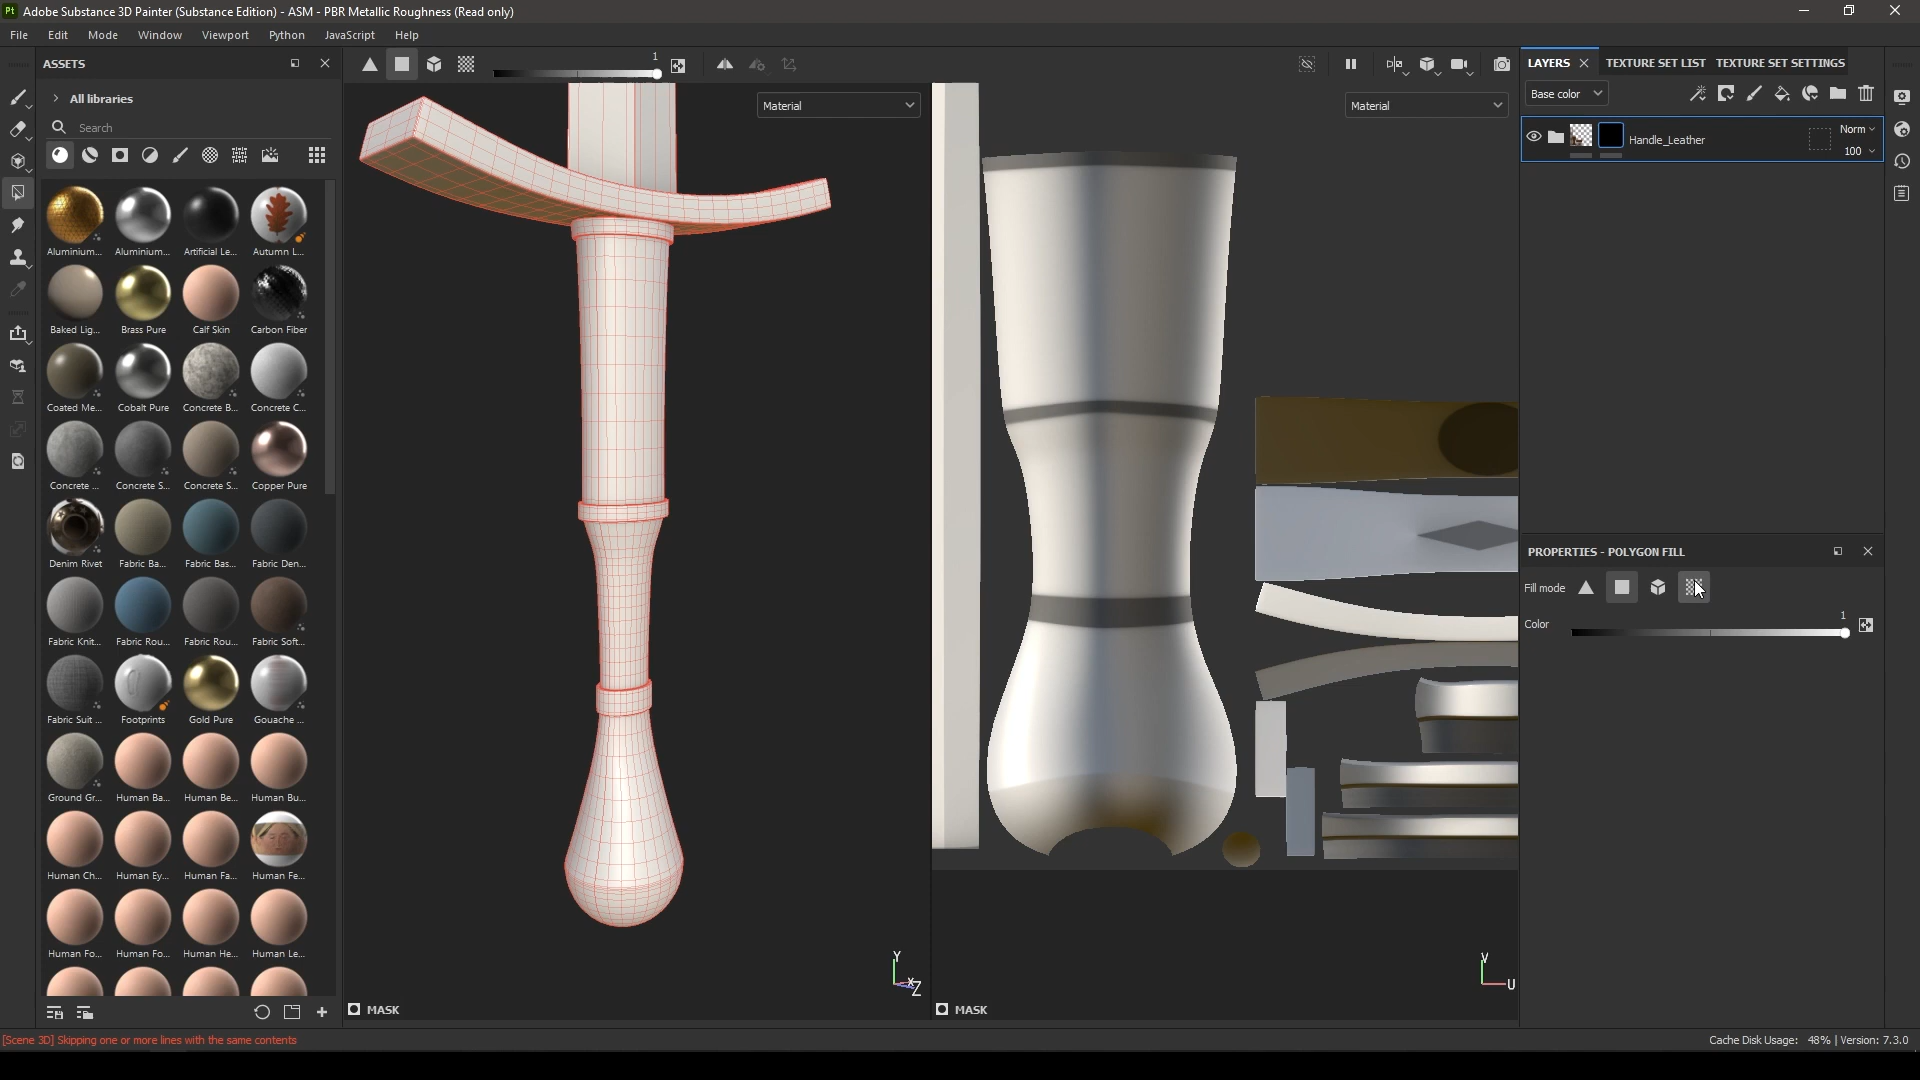 Pt Adobe Substance 3D Painter (Substance Edition) - ASM - PBR Metallic Roughness (Read only)
File Edit Mode Window Viewport Python JavaScript Help
ASSETS
All libraries
Search
Aluminium... Aluminium... Artificial Le... Autumn L...
Baked Lig... Brass Pure Calf Skin Carbon Fiber
Coated Me... Cobalt Pure Concrete B... Concrete C...
Concrete ... Concrete S... Concrete S... Copper Pure
Denim Rivet Fabric Ba... Fabric Bas... Fabric Den...
Fabric Knit... Fabric Rou... Fabric Rou... Fabric Soft...
Fabric Suit ... Footprints Gold Pure Gouache ...
Ground Gr... Human Ba... Human Be... Human Bu...
Human Ch... Human Ey... Human Fa... Human Fe...
Human Fo... Human Fo... Human He... Human Le...
1
Material
Y
X
Z
MASK
Material
V
U
MASK
LAYERS TEXTURE SET LIST TEXTURE SET SETTINGS
Base color
Handle_Leather
Norm
100
PROPERTIES - POLYGON FILL
Fill mode
Color
1
[Scene 3D] Skipping one or more lines with the same contents
Cache Disk Usage: 48% | Version: 7.3.0